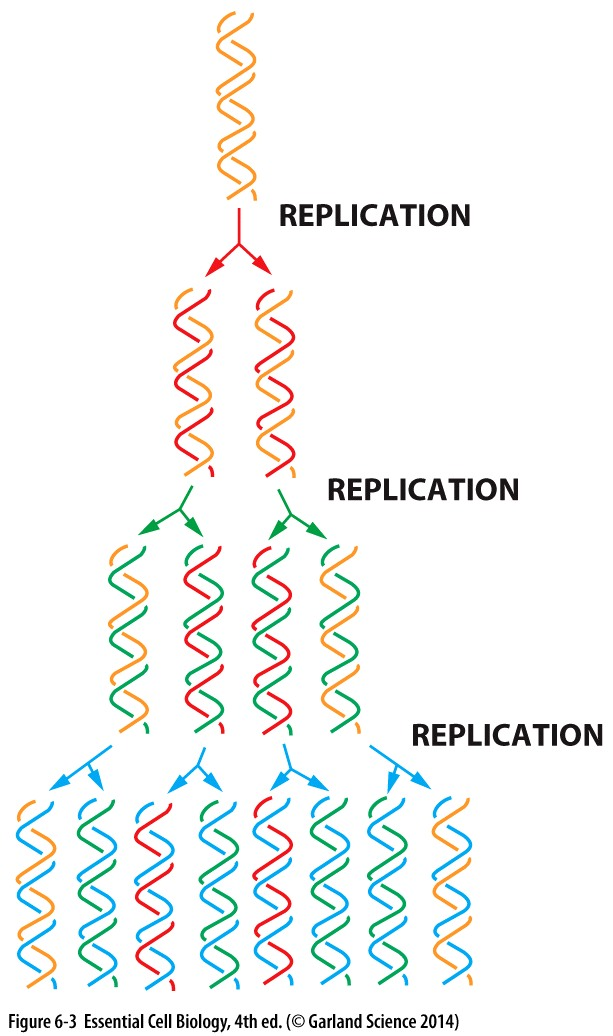 REPLICATION
REPLICATION
REPLICATION
Figure 6-3 Essential Cell Biology, 4th ed. (© Garland Science 2014)